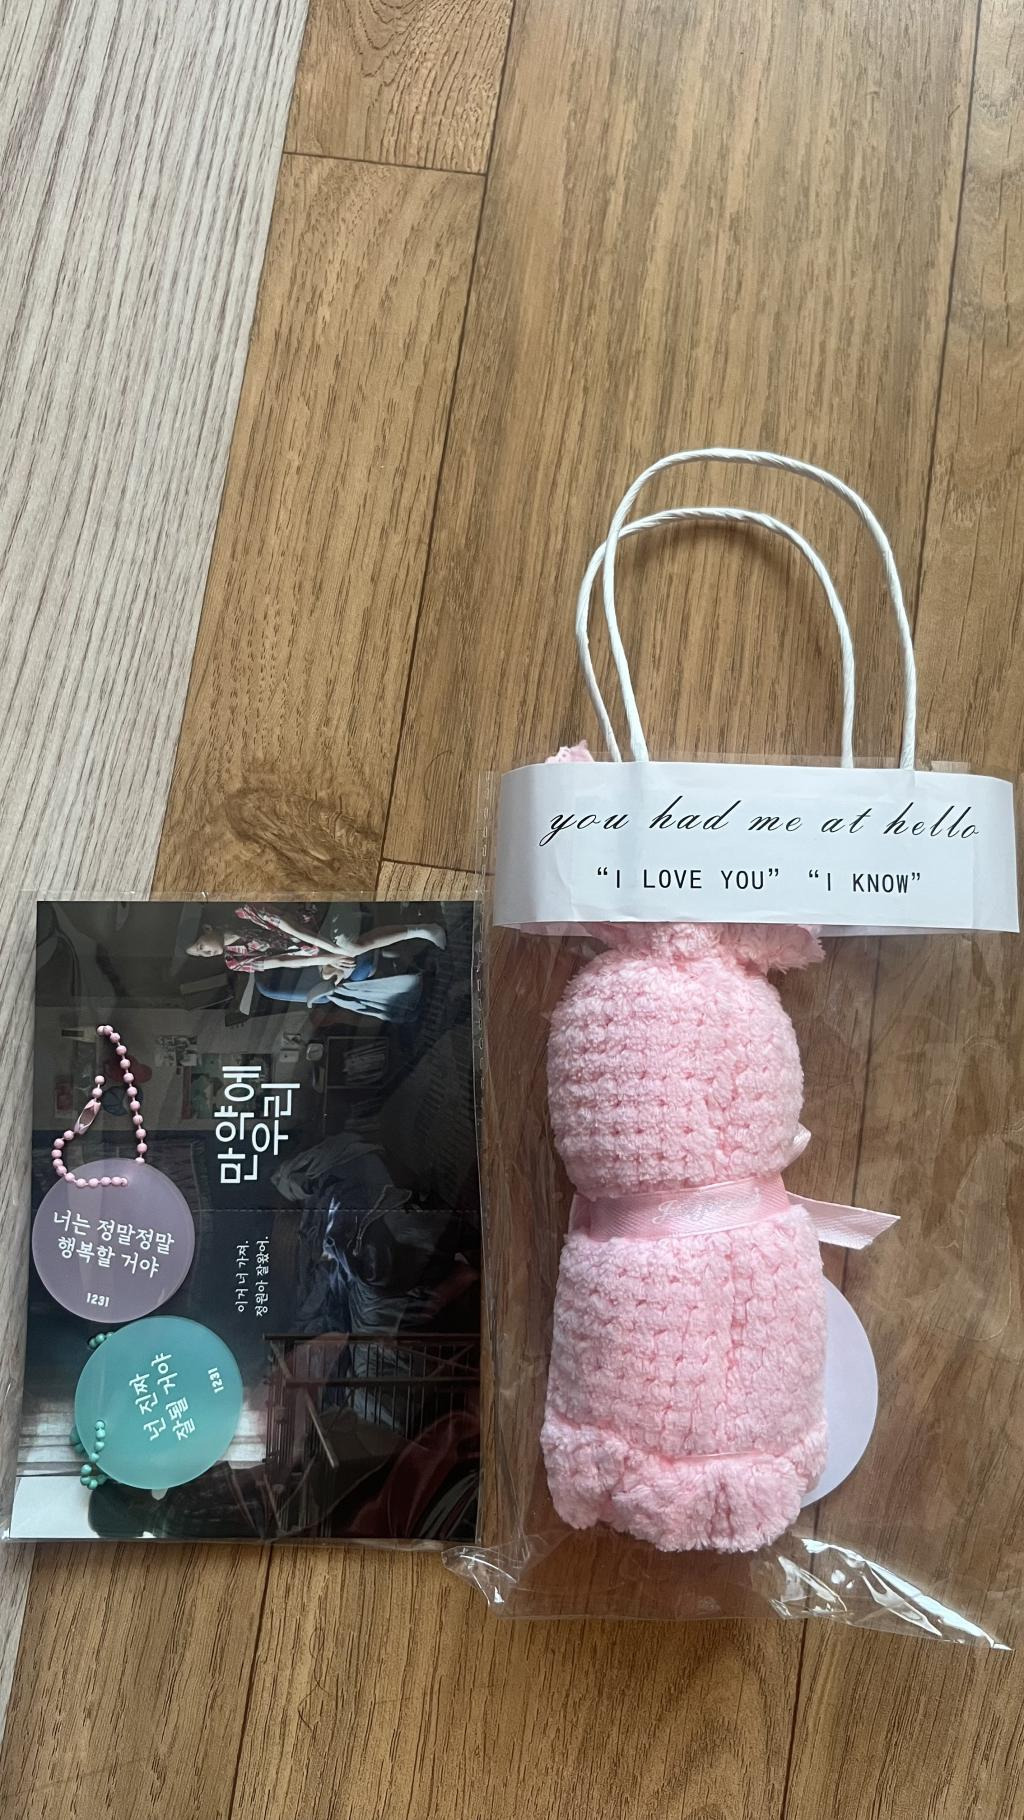 you had me at hello
“I LOVE YOU” “I KNOW”
만약에
우리
이거 너 가져.
정원아 잘왔어.
너는 정말정말
행복할 거야
1231
넌 진짜
잘될 거야
1231